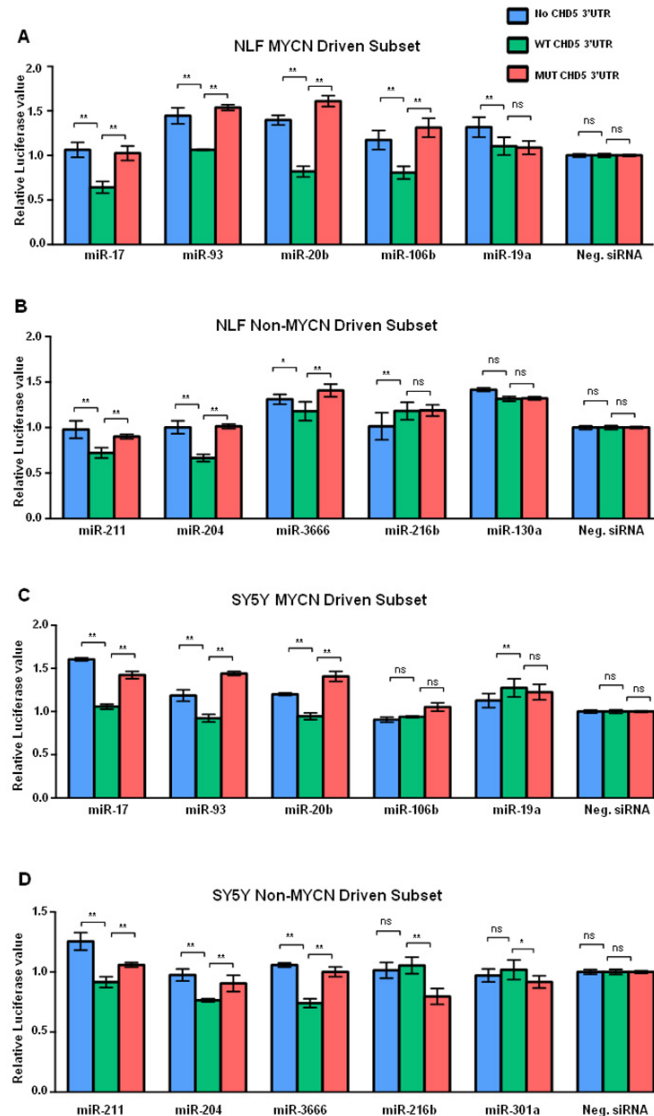 No CHD5 3'UTR
WT CHD5 3'UTR
MUT CHD5 3'UTR
A
NLF MYCN Driven Subset
Relative Luciferase value
2.0
1.5
1.0
0.5
0.0
** ** ** ** ** ** ** ** ** ns ns ns
miR-17 miR-93 miR-20b miR-106b miR-19a Neg. siRNA
B
NLF Non-MYCN Driven Subset
Relative Luciferase value
2.0
1.5
1.0
0.5
0.0
** ** ** ** * ** ** ns ns ns ns ns
miR-211 miR-204 miR-3666 miR-216b miR-130a Neg. siRNA
C
SY5Y MYCN Driven Subset
Relative Luciferase value
2.0
1.5
1.0
0.5
0.0
** ** ** ** ** ** ns ns ** ns ns ns
miR-17 miR-93 miR-20b miR-106b miR-19a Neg. siRNA
D
SY5Y Non-MYCN Driven Subset
Relative Luciferase value
1.5
1.0
0.5
0.0
** ** ** ** ** ** ns ** ns * ns ns
miR-211 miR-204 miR-3666 miR-216b miR-301a Neg. siRNA